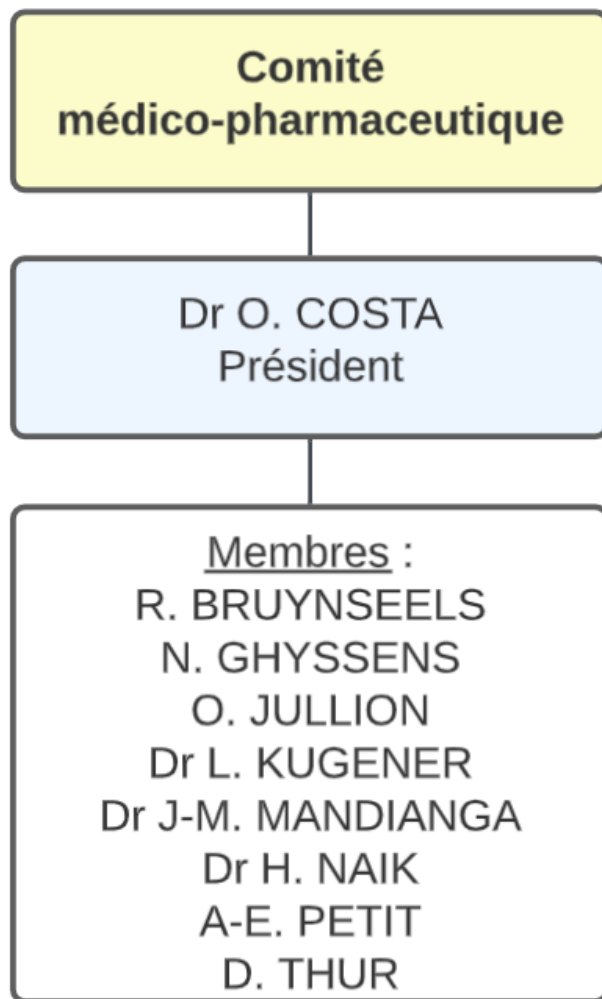 Comité
médico-pharmaceutique
Dr O. COSTA
Président
Membres :
R. BRUYNSEELS
N. GHYSSENS
O. JULLION
Dr L. KUGENER
Dr J-M. MANDIANGA
Dr H. NAIK
A-E. PETIT
D. THUR